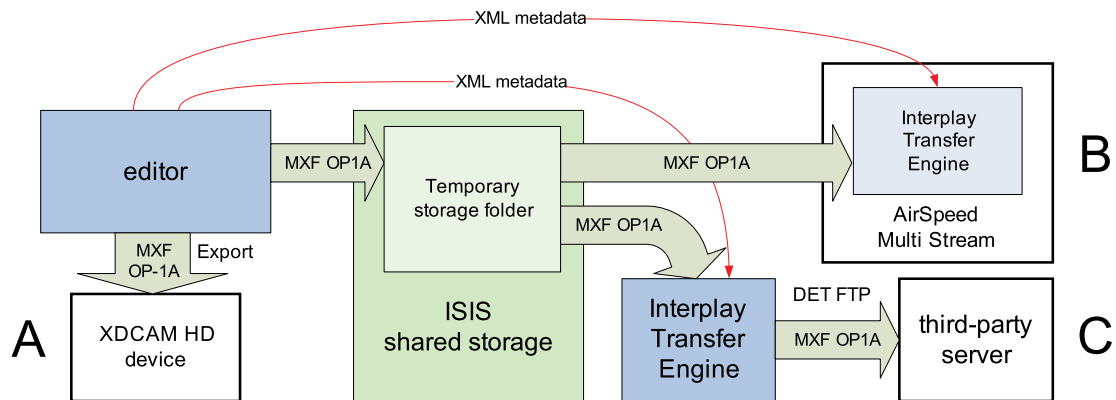 XML metadata
XML metadata
editor
MXF OP1A
Temporary
storage folder
MXF OP1A
Interplay
Transfer
Engine
B
AirSpeed
Multi Stream
MXF OP1A
MXF
OP-1A
Export
A
XDCAM HD
device
ISIS
shared storage
Interplay
Transfer
Engine
DET FTP
MXF OP1A
third-party
server
C